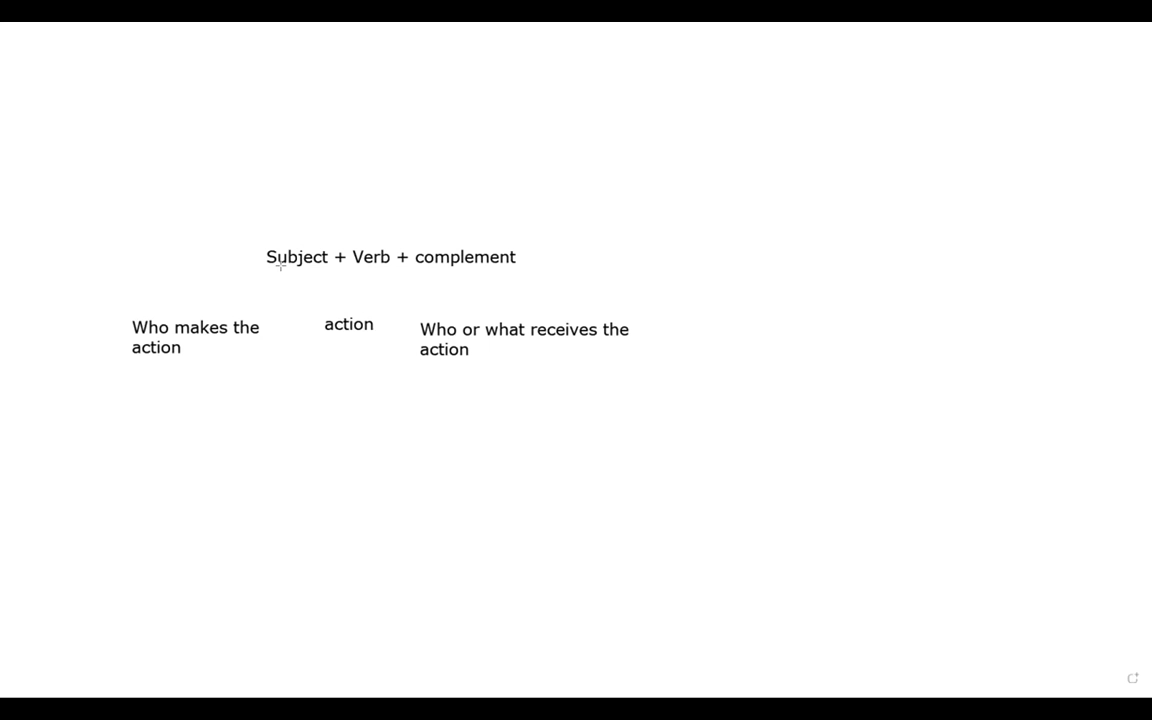 Subject + Verb + complement
Who makes the
action
action
Who or what receives the
action